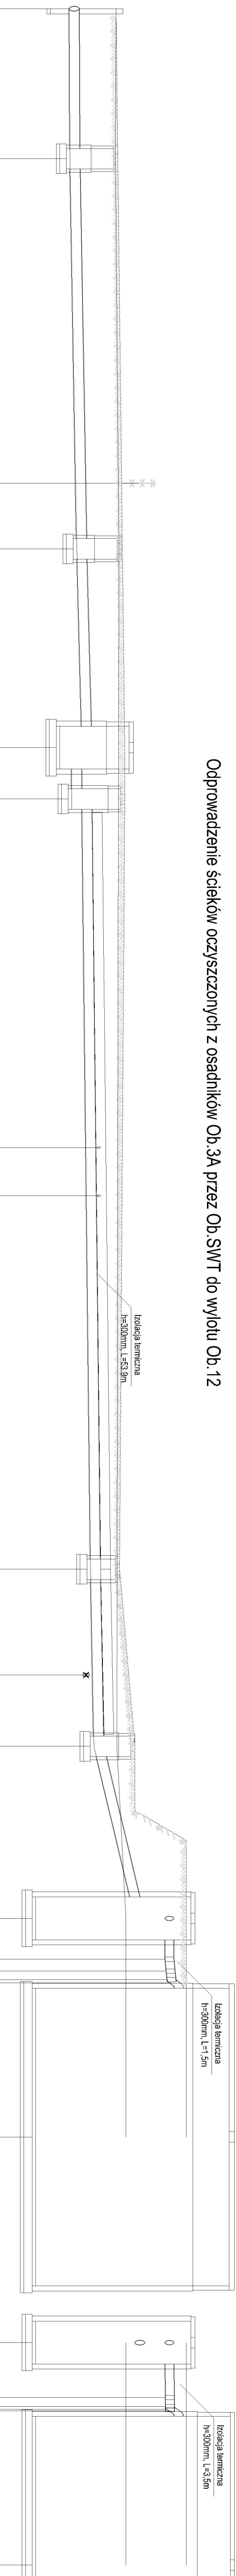 Odprowadzenie ścieków oczyszczonych z osadników Ob.3A przez Ob.SWT do wylotu Ob.12
Izolacja termiczna
h=300mm, L=53,9m
Izolacja termiczna
h=300mm, L=1,5m
Izolacja termiczna
h=300mm, L=3,5m